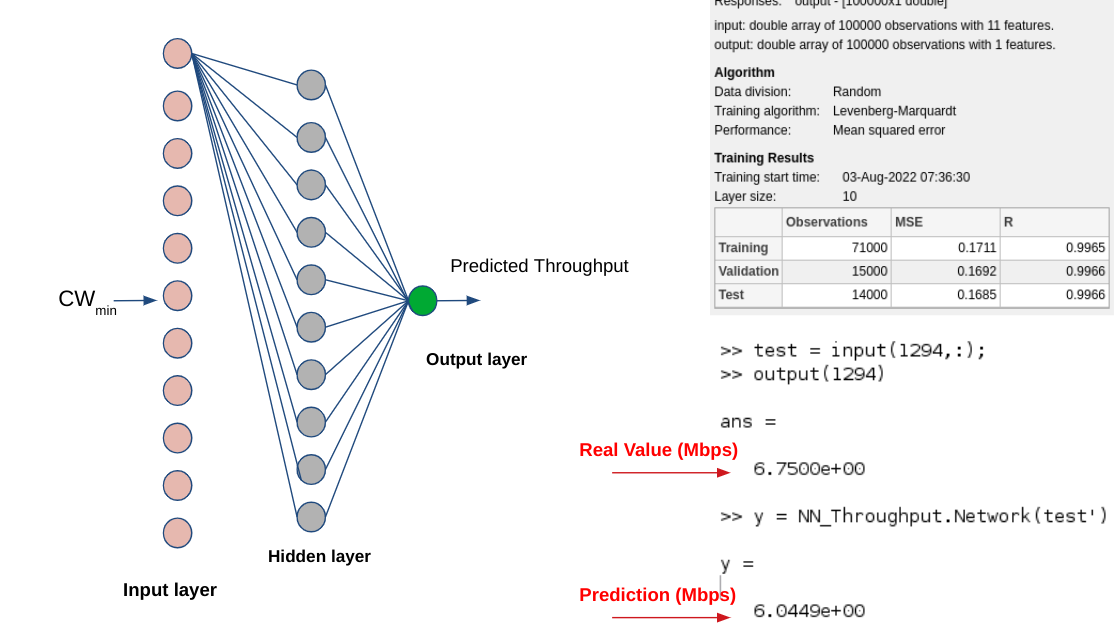 Responses: output - [100000x1 double]
input: double array of 100000 observations with 11 features.
output: double array of 100000 observations with 1 features.
Algorithm
Data division: Random
Training algorithm: Levenberg-Marquardt
Performance: Mean squared error
Training Results
Training start time: 03-Aug-2022 07:36:30
Layer size: 10
Observations MSE R
Training 71000 0.1711 0.9965
Validation 15000 0.1692 0.9966
Test 14000 0.1685 0.9966
CWmin
Predicted Throughput
Output layer
Hidden layer
Input layer
>> test = input(1294,:);
>> output(1294)
ans =
Real Value (Mbps)
6.7500e+00
>> y = NN_Throughput.Network(test')
y =
Prediction (Mbps)
6.0449e+00